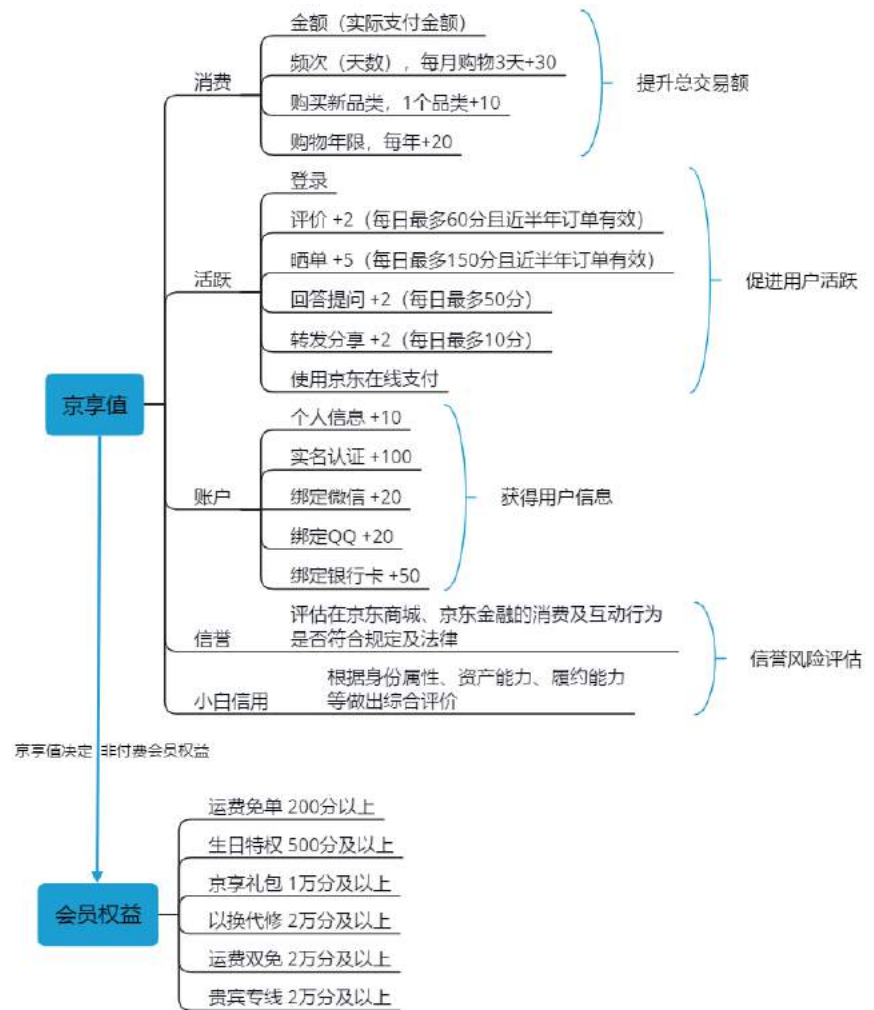 京享值
消费
金额（实际支付金额）
频次（天数），每月购物3天+30
购买新品类，1个品类+10
购物年限，每年+20
提升总交易额
活跃
登录
评价 +2（每日最多60分且近半年订单有效）
晒单 +5（每日最多150分且近半年订单有效）
回答提问 +2（每日最多50分）
转发分享 +2（每日最多10分）
使用京东在线支付
促进用户活跃
账户
个人信息 +10
实名认证 +100
绑定微信 +20
绑定QQ +20
绑定银行卡 +50
获得用户信息
信誉
评估在京东商城、京东金融的消费及互动行为
是否符合规定及法律
小白信用
根据身份属性、资产能力、履约能力
等做出综合评价
信誉风险评估
京享值决定 非付费会员权益
会员权益
运费免单 200分以上
生日特权 500分及以上
京享礼包 1万分及以上
以换代修 2万分及以上
运费双免 2万分及以上
贵宾专线 2万分及以上